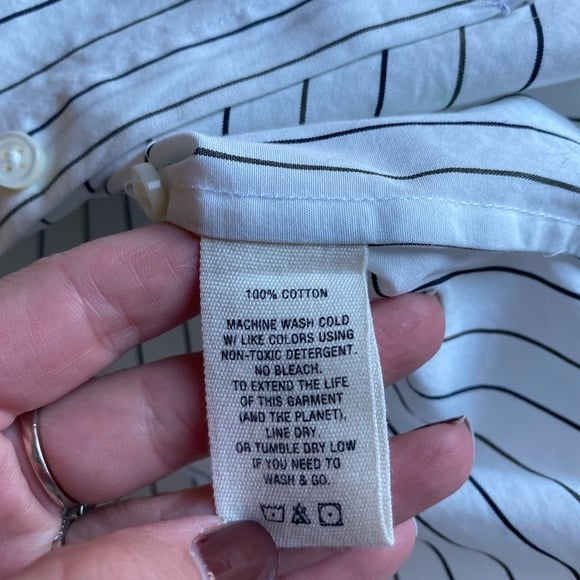 100% COTTON
MACHINE WASH COLD
W/ LIKE COLORS USING
NON-TOXIC DETERGENT.
NO BLEACH.
TO EXTEND THE LIFE
OF THIS GARMENT
(AND THE PLANET),
LINE DRY.
OR TUMBLE DRY LOW
IF YOU NEED TO
WASH & GO.